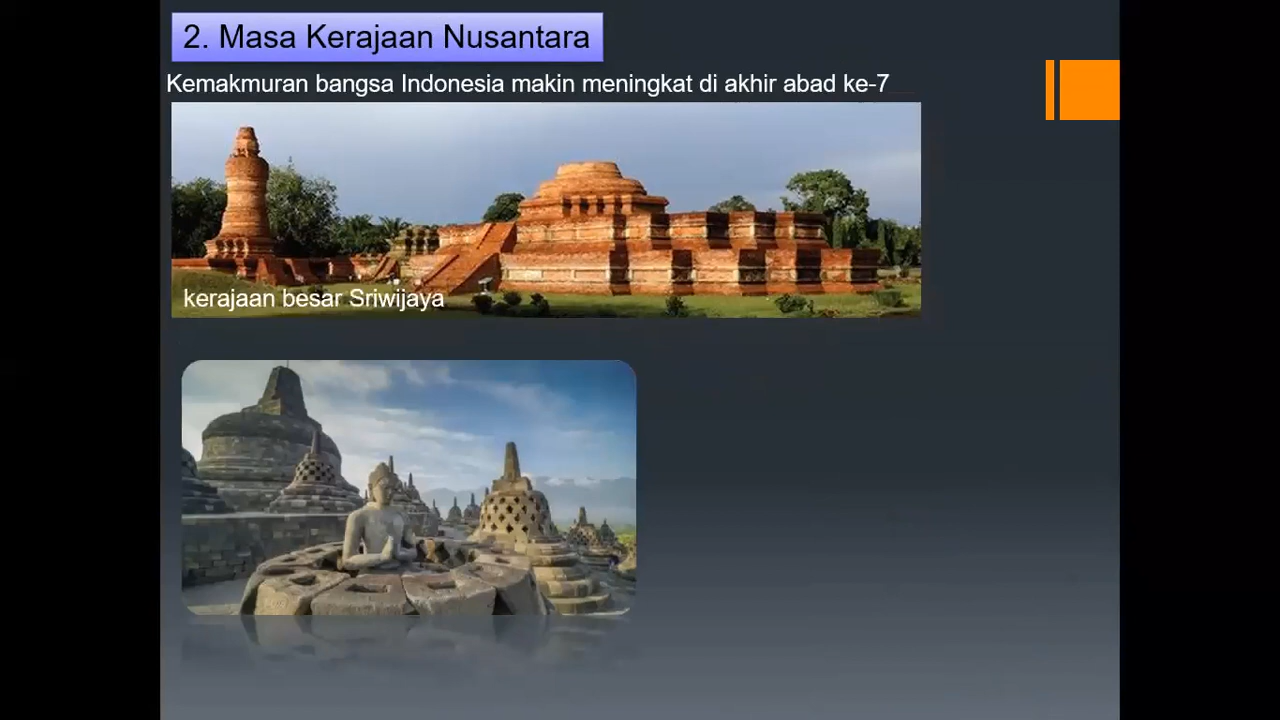 2. Masa Kerajaan Nusantara
Kemakmuran bangsa Indonesia makin meningkat di akhir abad ke-7
kerajaan besar Sriwijaya